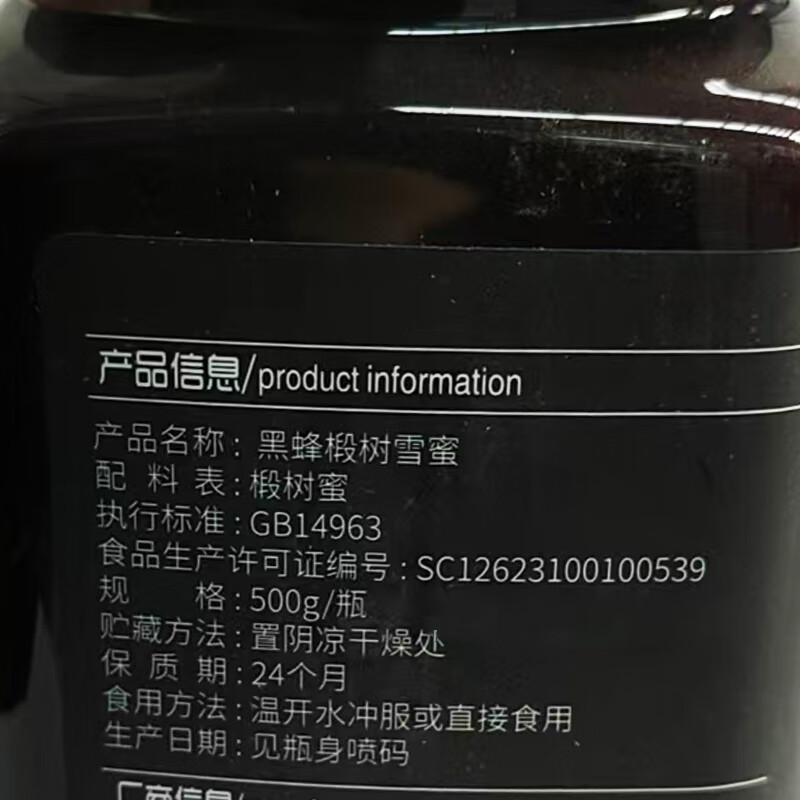 产品信息/product information
产品名称：黑蜂椴树雪蜜
配 料 表：椴树蜜
执行标准：GB14963
食品生产许可证编号：SC12623100100539
规 格：500g/瓶
贮藏方法：置阴凉干燥处
保 质 期：24个月
食用方法：温开水冲服或直接食用
生产日期：见瓶身喷码
厂商信息/